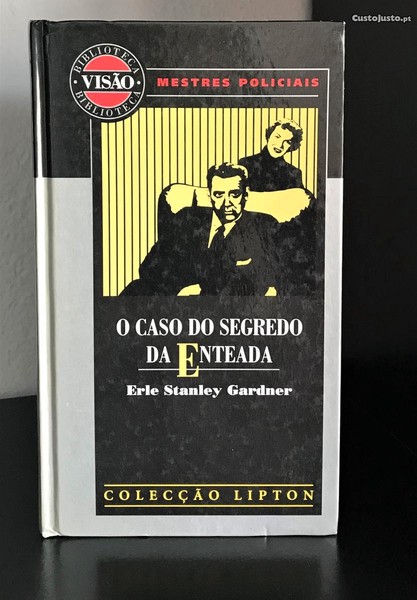 CustoJusto.pt
BIBLIOTECA
VISÃO
BIBLIOTECA
MESTRES POLICIAIS
O CASO DO SEGREDO
DA ENTEADA
Erle Stanley Gardner
COLECÇÃO LIPTON